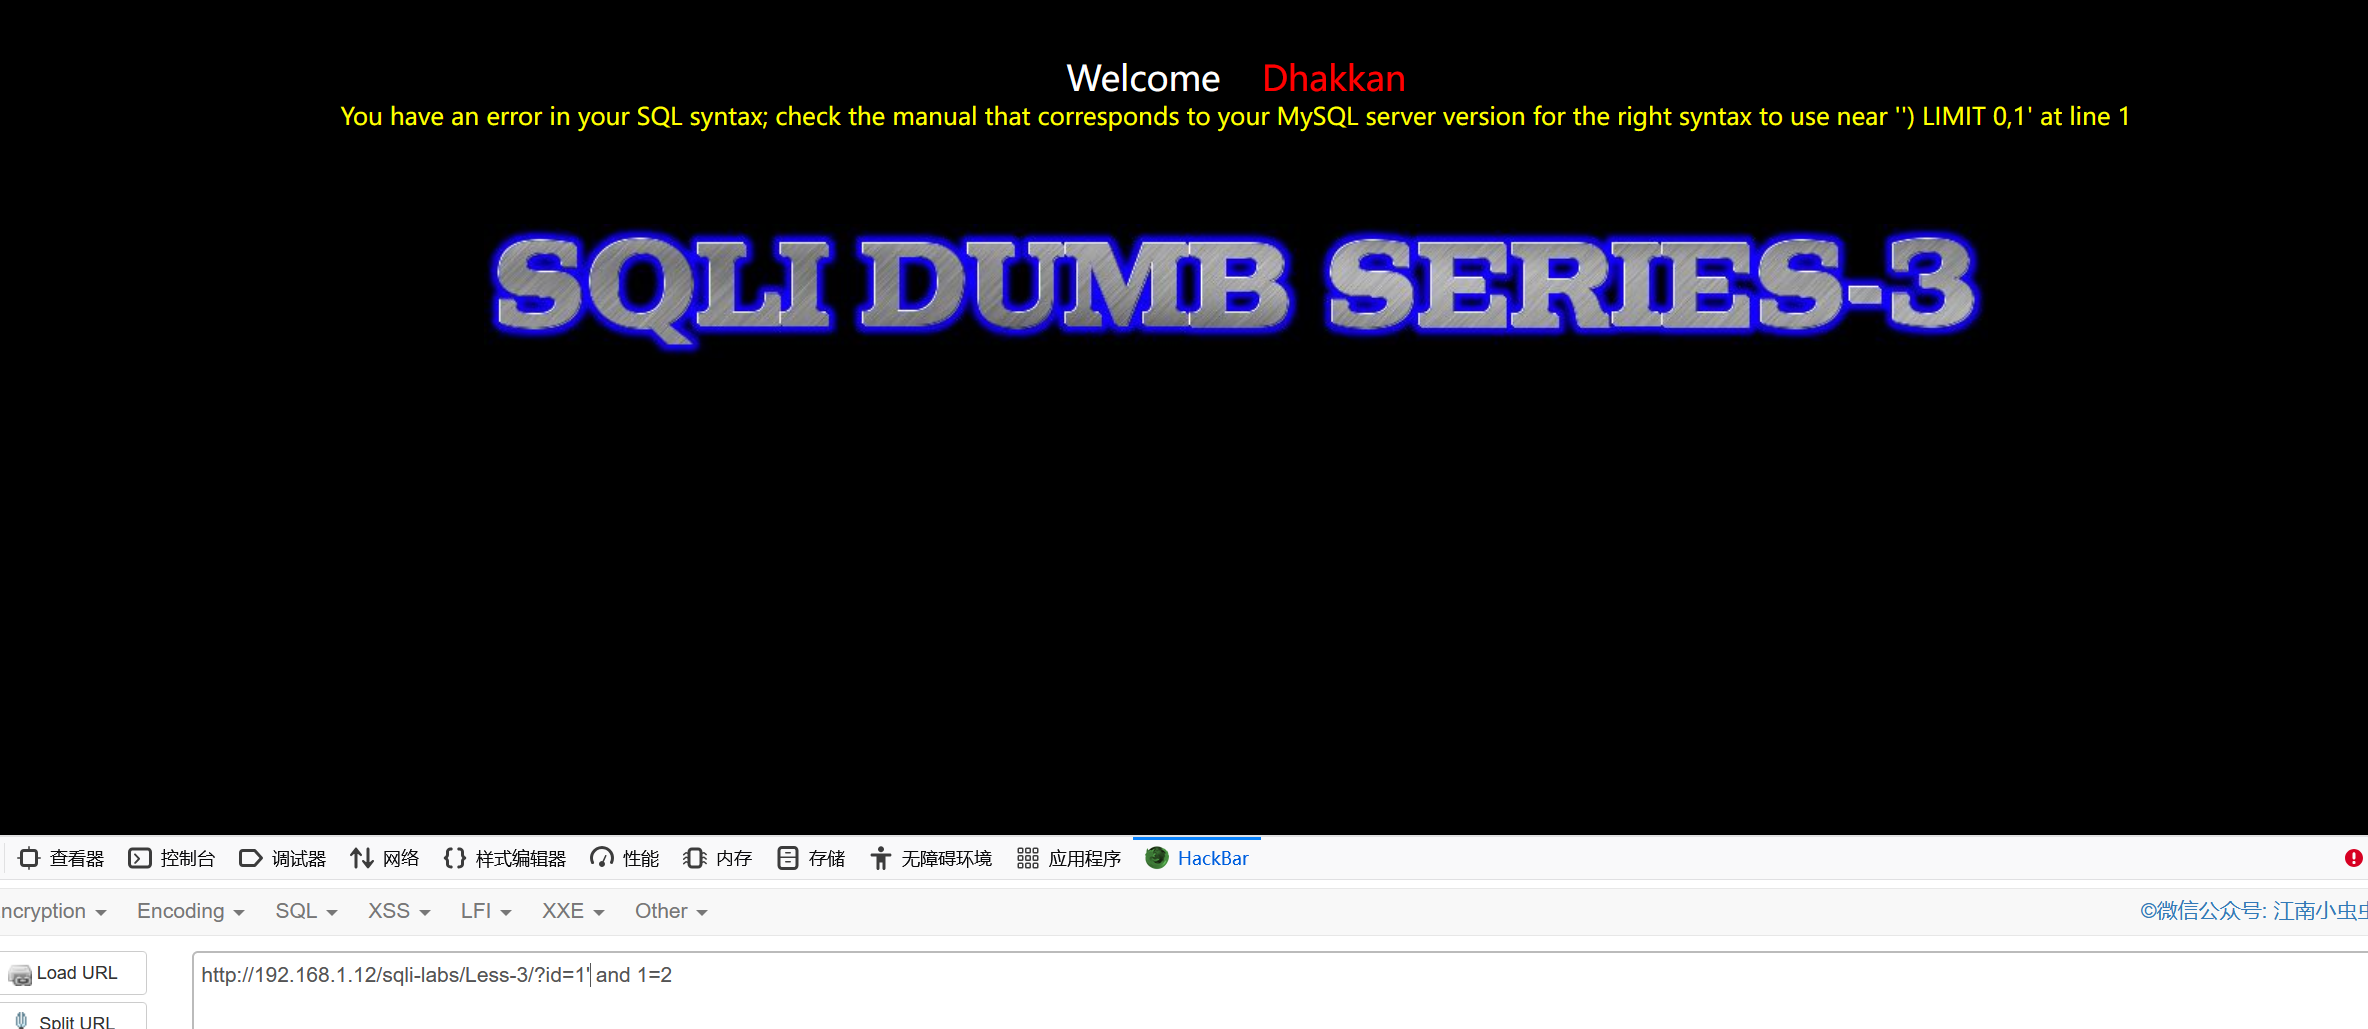 Welcome Dhakkan
You have an error in your SQL syntax; check the manual that corresponds to your MySQL server version for the right syntax to use near '') LIMIT 0,1' at line 1
SQLI DUMB SERIES-3
查看器 控制台 调试器 网络 样式编辑器 性能 内存 存储 无障碍环境 应用程序 HackBar
ncryption Encoding SQL XSS LFI XXE Other ©微信公众号: 江南小虫虫
Load URL http://192.168.1.12/sqli-labs/Less-3/?id=1' and 1=2
Split URL